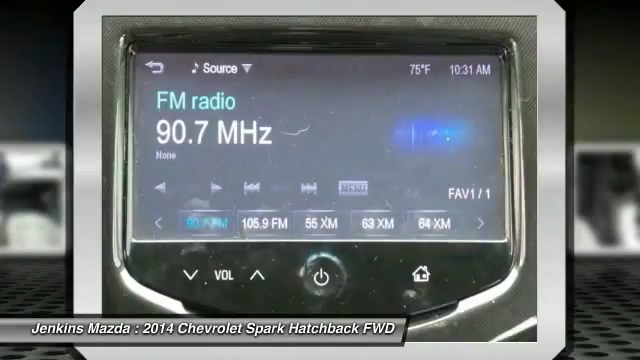 Source
75°F
10:31 AM
FM radio
90.7 MHz
None
MENU
FAV1 / 1
90.7 FM
105.9 FM
55 XM
63 XM
64 XM
VOL
Jenkins Mazda : 2014 Chevrolet Spark Hatchback FWD